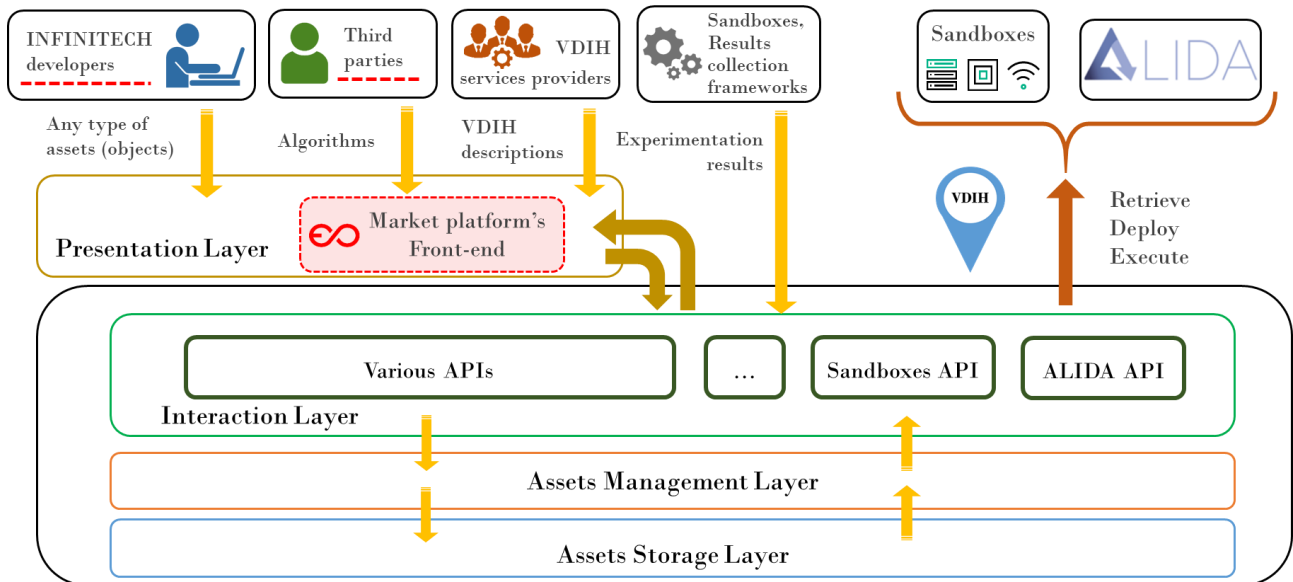 INFINITECH
developers
Third
parties
VDIH
services providers
Sandboxes,
Results
collection
frameworks
Sandboxes
ALIDA
Any type of
assets (objects)
Algorithms
VDIH
descriptions
Experimentation
results
VDIH
Retrieve
Deploy
Execute
Presentation Layer
Market platform's
Front-end
Various APIs
...
Sandboxes API
ALIDA API
Interaction Layer
Assets Management Layer
Assets Storage Layer